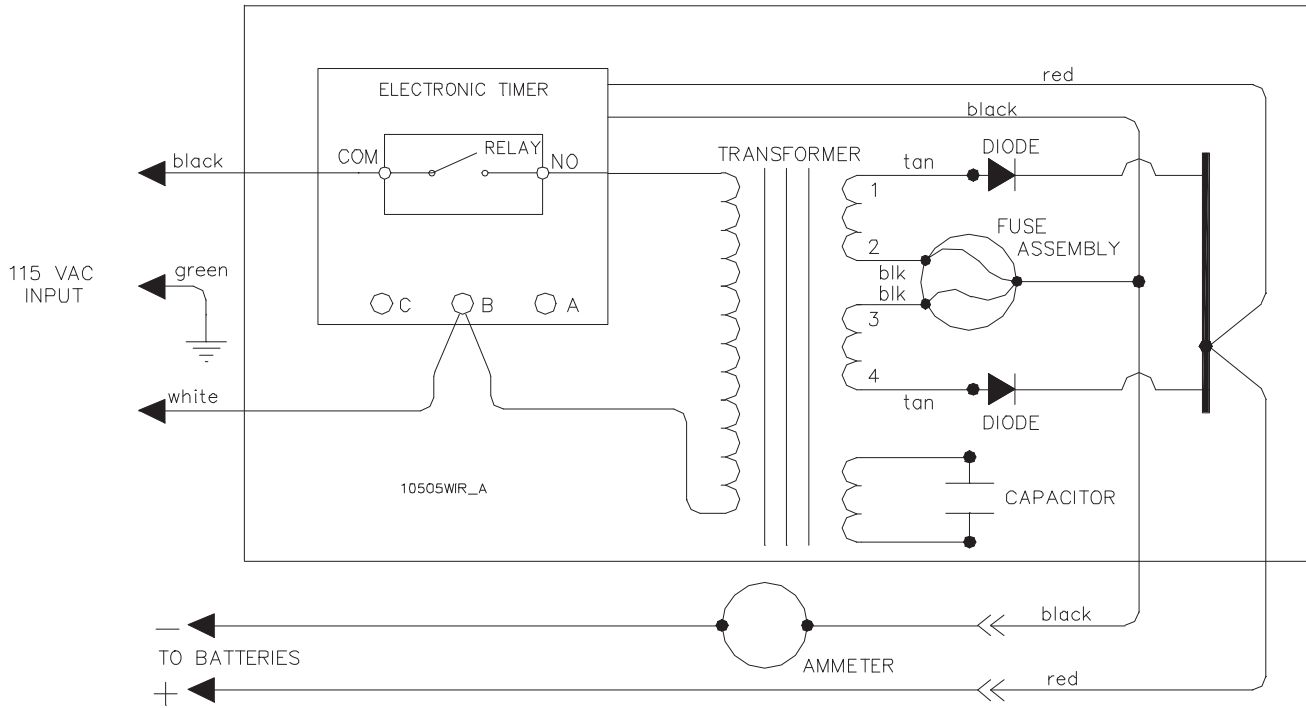 red
ELECTRONIC TIMER
black
RELAY
COM
NO
black
TRANSFORMER
tan
DIODE
1
FUSE
ASSEMBLY
2
blk
blk
115 VAC
INPUT
green
C
B
A
3
4
white
tan
DIODE
10505WIR_A
CAPACITOR
black
−
TO BATTERIES
AMMETER
red
+